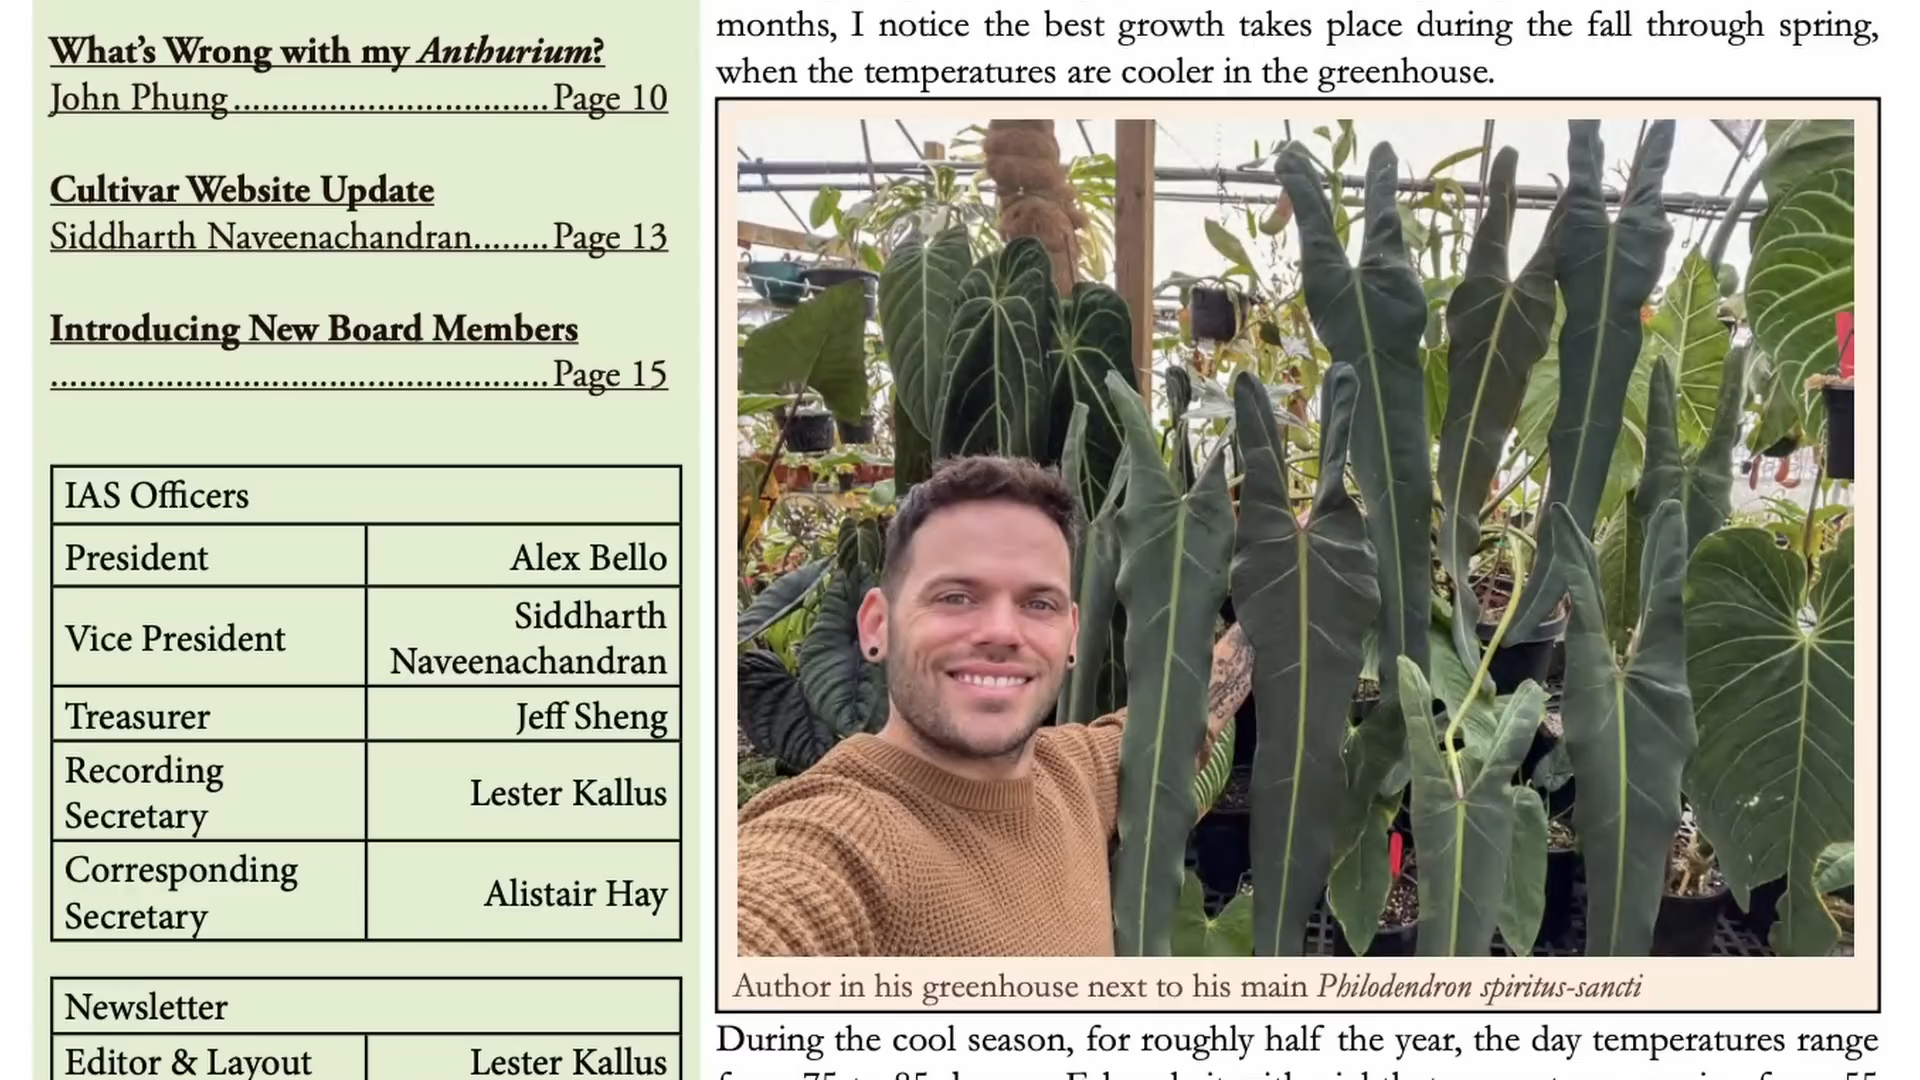 What's Wrong with my Anthurium?
John Phung.................................Page 10
Cultivar Website Update
Siddharth Naveenachandran........Page 13
Introducing New Board Members
....................................................Page 15
IAS Officers
President Alex Bello
Vice President Siddharth Naveenachandran
Treasurer Jeff Sheng
Recording Secretary Lester Kallus
Corresponding Secretary Alistair Hay
Newsletter
Editor & Layout Lester Kallus
months, I notice the best growth takes place during the fall through spring,
when the temperatures are cooler in the greenhouse.
Author in his greenhouse next to his main Philodendron spiritus-sancti
During the cool season, for roughly half the year, the day temperatures range